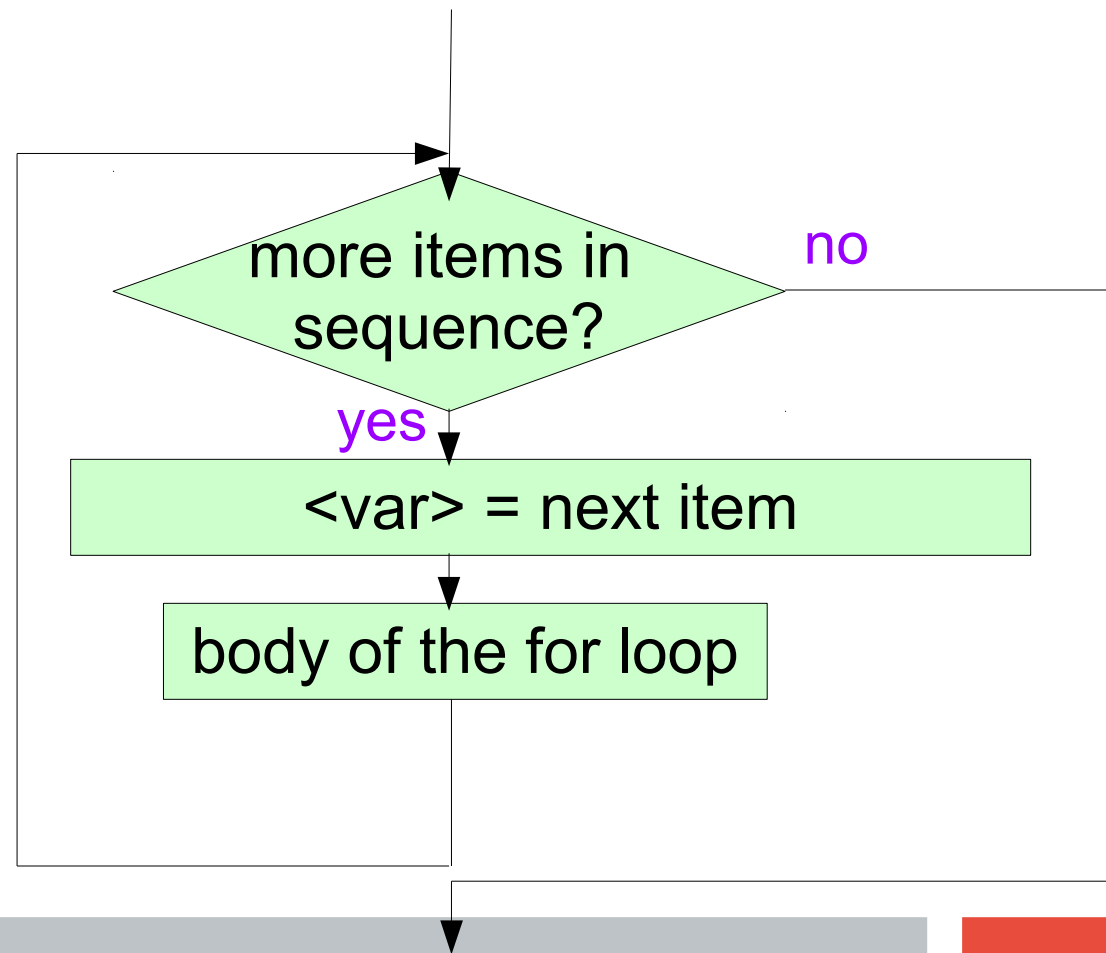 more items in
sequence?
no
yes
<var> = next item
body of the for loop